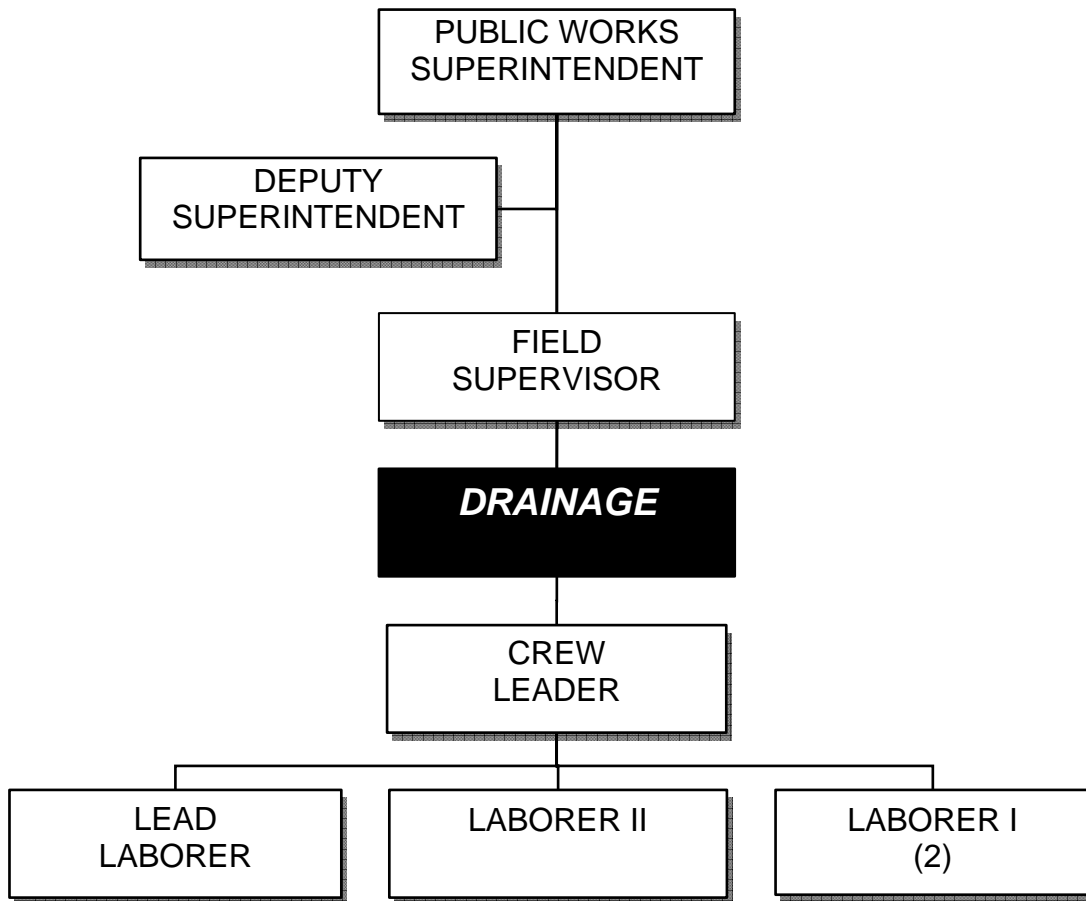 PUBLIC WORKS
SUPERINTENDENT
DEPUTY
SUPERINTENDENT
FIELD
SUPERVISOR
DRAINAGE
CREW
LEADER
LEAD
LABORER
LABORER II
LABORER I
(2)